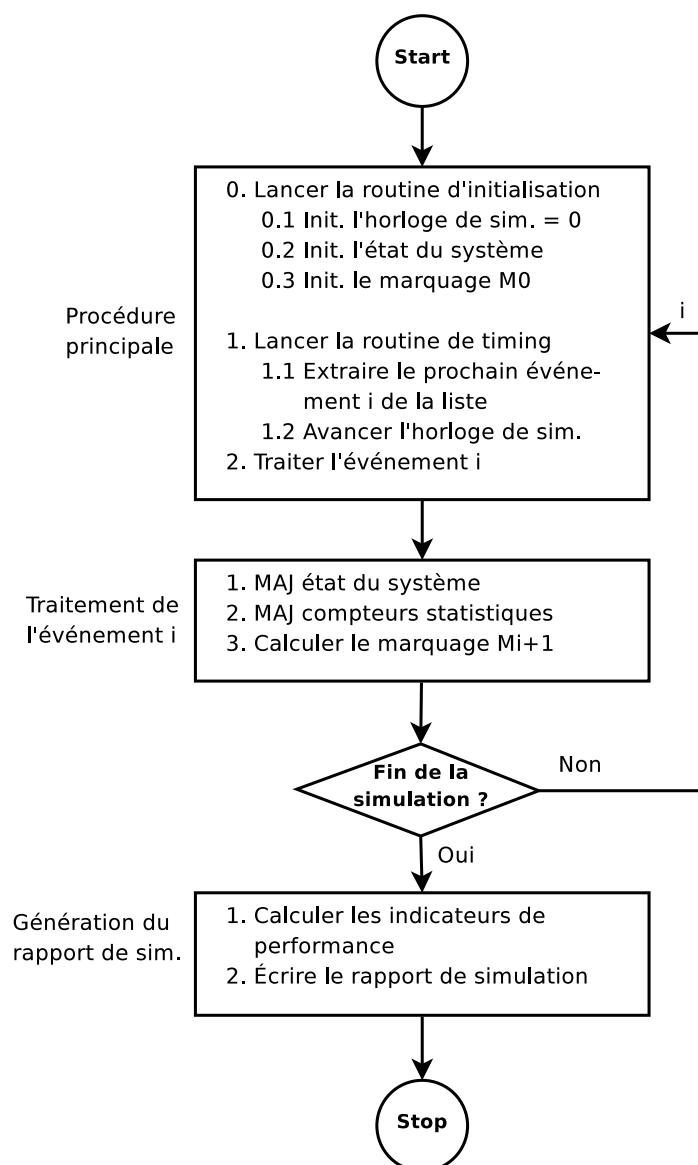 Start
0. Lancer la routine d'initialisation
0.1 Init. l'horloge de sim. = 0
0.2 Init. l'état du système
0.3 Init. le marquage M0
Procédure
principale
i
1. Lancer la routine de timing
1.1 Extraire le prochain événe-
ment i de la liste
1.2 Avancer l'horloge de sim.
2. Traiter l'événement i
Traitement de
l'événement i
1. MAJ état du système
2. MAJ compteurs statistiques
3. Calculer le marquage Mi+1
Fin de la
simulation ?
Non
Oui
Génération du
rapport de sim.
1. Calculer les indicateurs de
performance
2. Écrire le rapport de simulation
Stop